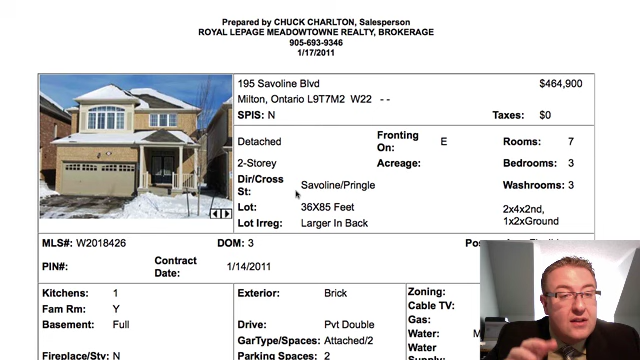 Prepared by CHUCK CHARLTON, Salesperson
ROYAL LEPAGE MEADOWTOWNE REALTY, BROKERAGE
905-693-9346
1/17/2011
195 Savoline Blvd $464,900
Milton, Ontario L9T7M2 W22 - -
SPIS: N Taxes: $0
Detached Fronting On: E Rooms: 7
2-Storey Acreage: Bedrooms: 3
Dir/Cross St: Savoline/Pringle Washrooms: 3
Lot: 36X85 Feet 2x4x2nd,
Lot Irreg: Larger In Back 1x2xGround
MLS#: W2018426 DOM: 3
PIN#: Contract Date: 1/14/2011
Kitchens: 1 Exterior: Brick Zoning:
Fam Rm: Y Cable TV:
Basement: Full Drive: Pvt Double Gas:
GarType/Spaces: Attached/2 Water:
Fireplace/Stv: N Parking Spaces: 2